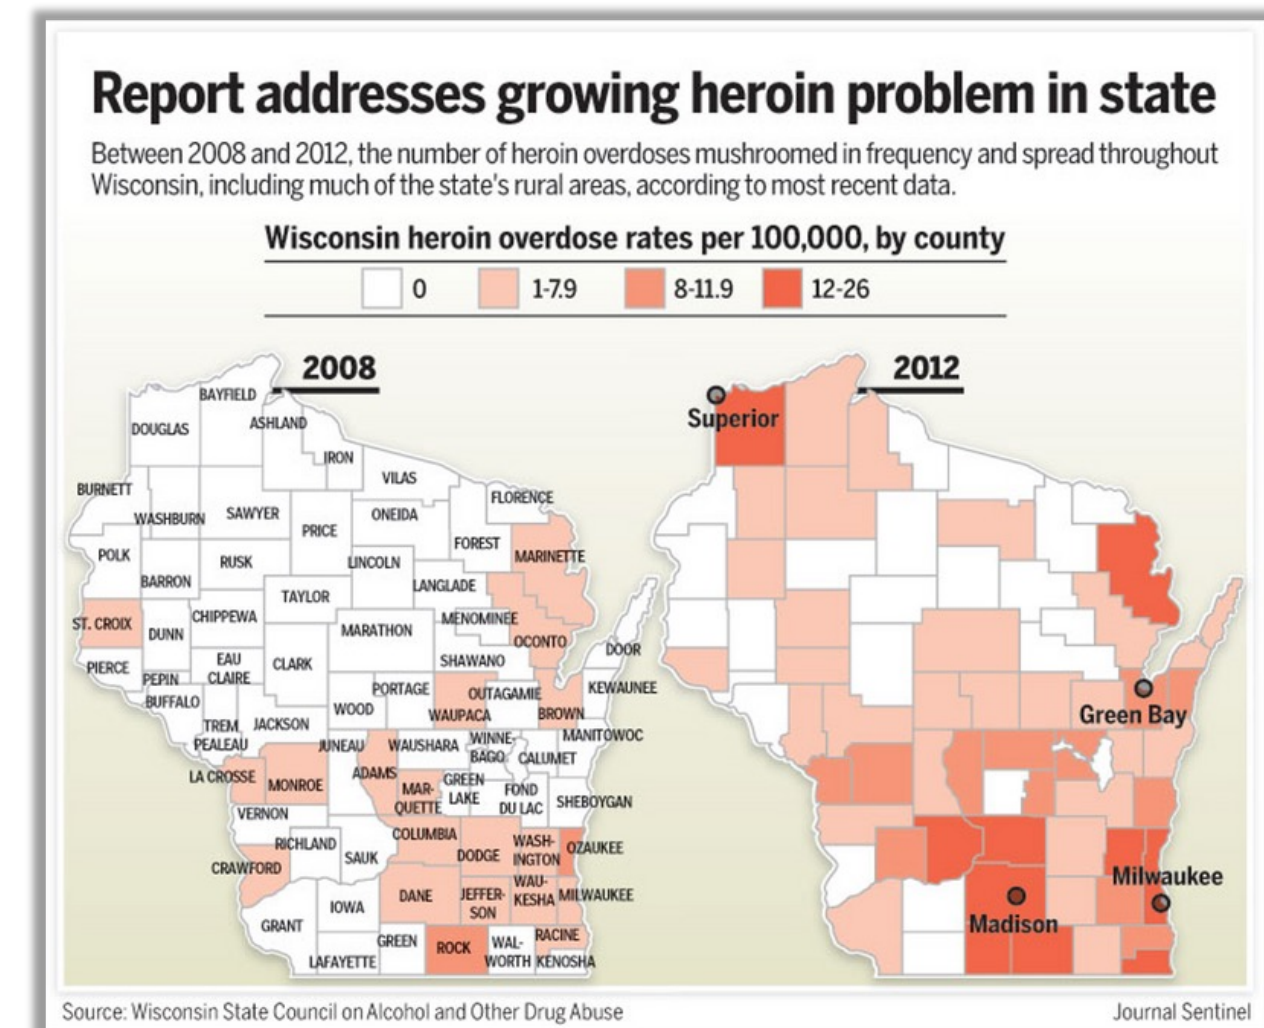 Report addresses growing heroin problem in state
Between 2008 and 2012, the number of heroin overdoses mushroomed in frequency and spread throughout
Wisconsin, including much of the state's rural areas, according to most recent data.
Wisconsin heroin overdose rates per 100,000, by county
0 1-7.9 8-11.9 12-26
2008
BAYFIELD
DOUGLAS
ASHLAND
IRON
VILAS
BURNETT
WASHBURN
SAWYER
PRICE
ONEIDA
FLORENCE
POLK
BARRON
RUSK
LINCOLN
FOREST
MARINETTE
LANGLADE
TAYLOR
ST. CROIX
DUNN
CHIPPEWA
MARATHON
MENOMINEE
OCONTO
DOOR
PIERCE
PEPIN
EAU
CLAIRE
CLARK
SHAWANO
BUFFALO
TREM
PEALEAU
JACKSON
WOOD
PORTAGE
WAUPACA
OUTAGAMIE
BROWN
KEWAUNEE
LA CROSSE
MONROE
JUNEAU
ADAMS
WAUSHARA
WINNE-
BAGO
CALUMET
MANITOWOC
MAR-
QUETTE
GREEN
LAKE
FOND
DU LAC
SHEBOYGAN
VERNON
RICHLAND
SAUK
COLUMBIA
DODGE
WASH-
INGTON
OZAUKEE
CRAWFORD
DANE
JEFFER-
SON
WAU-
KESHA
MILWAUKEE
GRANT
IOWA
LAFAYETTE
GREEN
ROCK
WAL-
WORTH
RACINE
KENOSHA
2012
Superior
Green Bay
Milwaukee
Madison
Source: Wisconsin State Council on Alcohol and Other Drug Abuse
Journal Sentinel